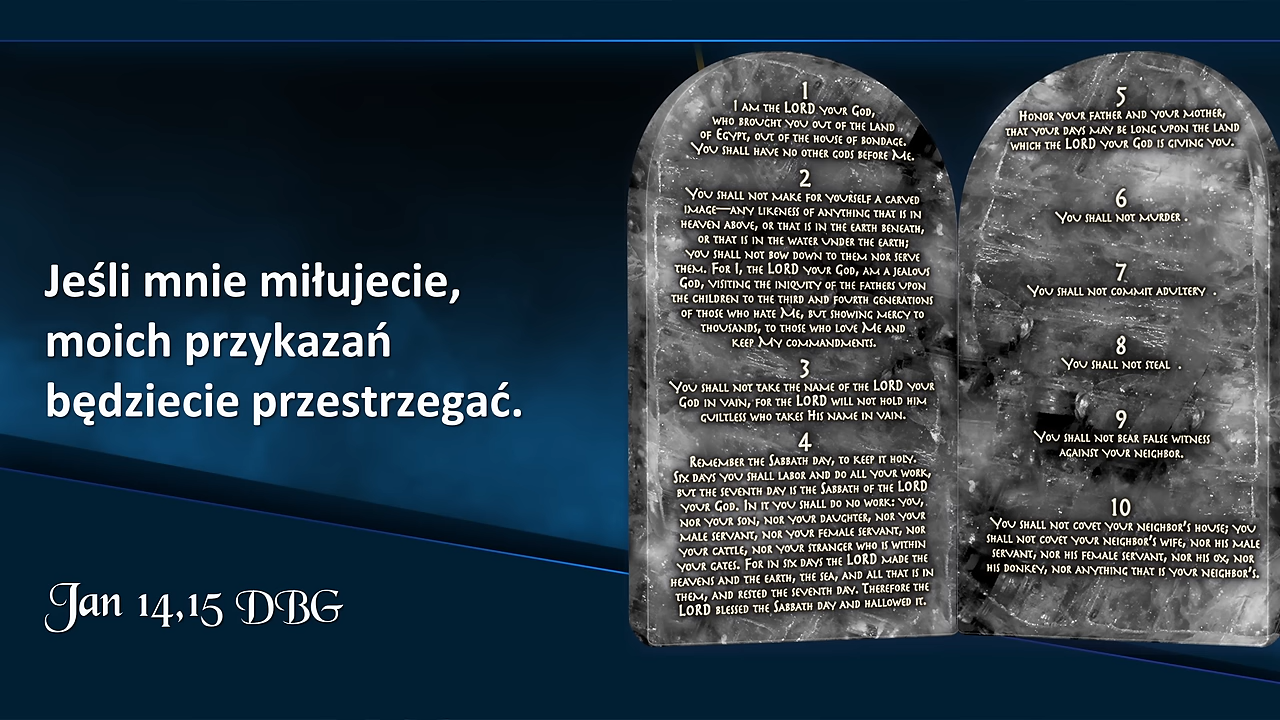 Jeśli mnie miłujecie,
moich przykazań
będziecie przestrzegać.
Jan 14,15 DBG
1
I am the LORD your God,
who brought you out of the land
of Egypt, out of the house of bondage.
You shall have no other gods before Me.
2
You shall not make for yourself a carved
image—any likeness of anything that is in
heaven above, or that is in the earth beneath,
or that is in the water under the earth;
you shall not bow down to them nor serve
them. For I, the LORD your God, am a jealous
God, visiting the iniquity of the fathers upon
the children to the third and fourth generations
of those who hate Me, but showing mercy to
thousands, to those who love Me and
keep My commandments.
3
You shall not take the name of the LORD your
God in vain, for the LORD will not hold him
guiltless who takes His name in vain.
4
Remember the Sabbath day, to keep it holy.
Six days you shall labor and do all your work,
but the seventh day is the Sabbath of the LORD
your God. In it you shall do no work: you,
nor your son, nor your daughter, nor your
male servant, nor your female servant, nor
your cattle, nor your stranger who is within
your gates. For in six days the LORD made the
heavens and the earth, the sea, and all that is in
them, and rested the seventh day. Therefore the
LORD blessed the Sabbath day and hallowed it.
5
Honor your father and your mother,
that your days may be long upon the land
which the LORD your God is giving you.
6
You shall not murder .
7
You shall not commit adultery .
8
You shall not steal .
9
You shall not bear false witness
against your neighbor.
10
You shall not covet your neighbor's house; you
shall not covet your neighbor's wife, nor his male
servant, nor his female servant, nor his ox, nor
his donkey, nor anything that is your neighbor's.